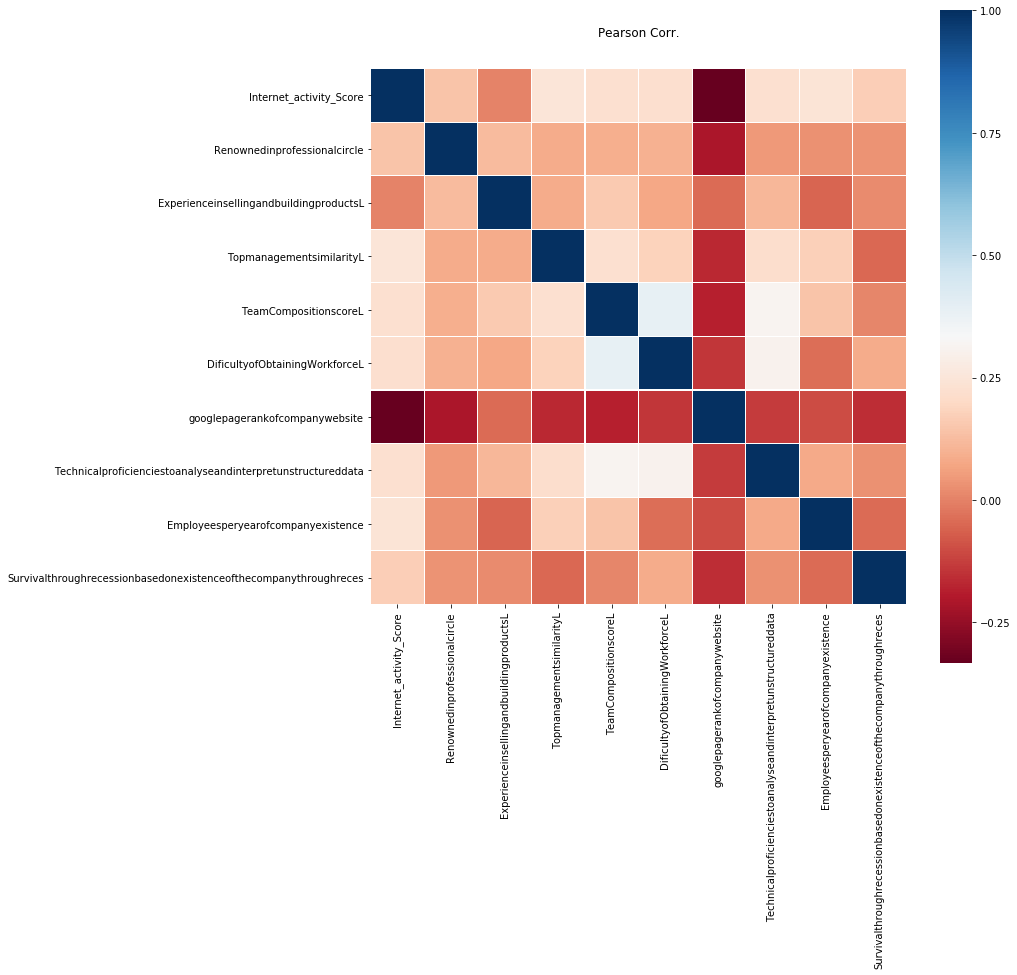 Pearson Corr.
Internet_activity_Score
Renownedinprofessionalcircle
ExperienceinsellingandbuildingproductsL
TopmanagementsimilarityL
TeamCompositionscoreL
DificultyofObtainingWorkforceL
googlepagerankofcompanywebsite
Technicalproficienciestoanalyseandinterpretunstructureddata
Employeesperyearofcompanyexistence
Survivalthroughrecessionbasedonexistenceofthecompanythroughreces
Internet_activity_Score
Renownedinprofessionalcircle
ExperienceinsellingandbuildingproductsL
TopmanagementsimilarityL
TeamCompositionscoreL
DificultyofObtainingWorkforceL
googlepagerankofcompanywebsite
Technicalproficienciestoanalyseandinterpretunstructureddata
Employeesperyearofcompanyexistence
Survivalthroughrecessionbasedonexistenceofthecompanythroughreces
1.00
0.75
0.50
0.25
0.00
−0.25